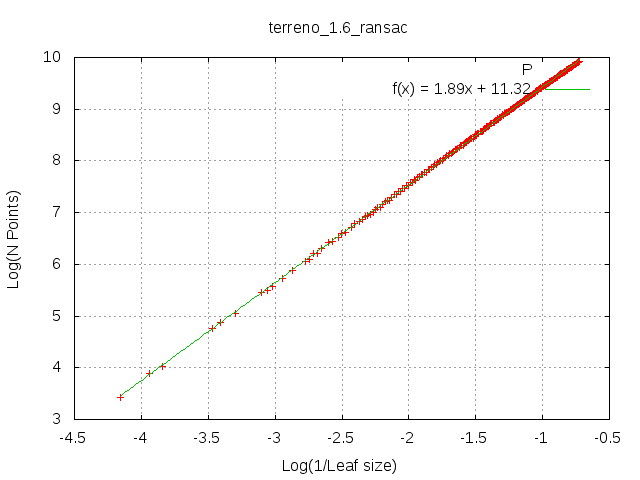 terreno_1.6_ransac
10
9
8
7
6
5
4
3
Log(N Points)
P
f(x) = 1.89x + 11.32
-4.5 -4 -3.5 -3 -2.5 -2 -1.5 -1 -0.5
Log(1/Leaf size)